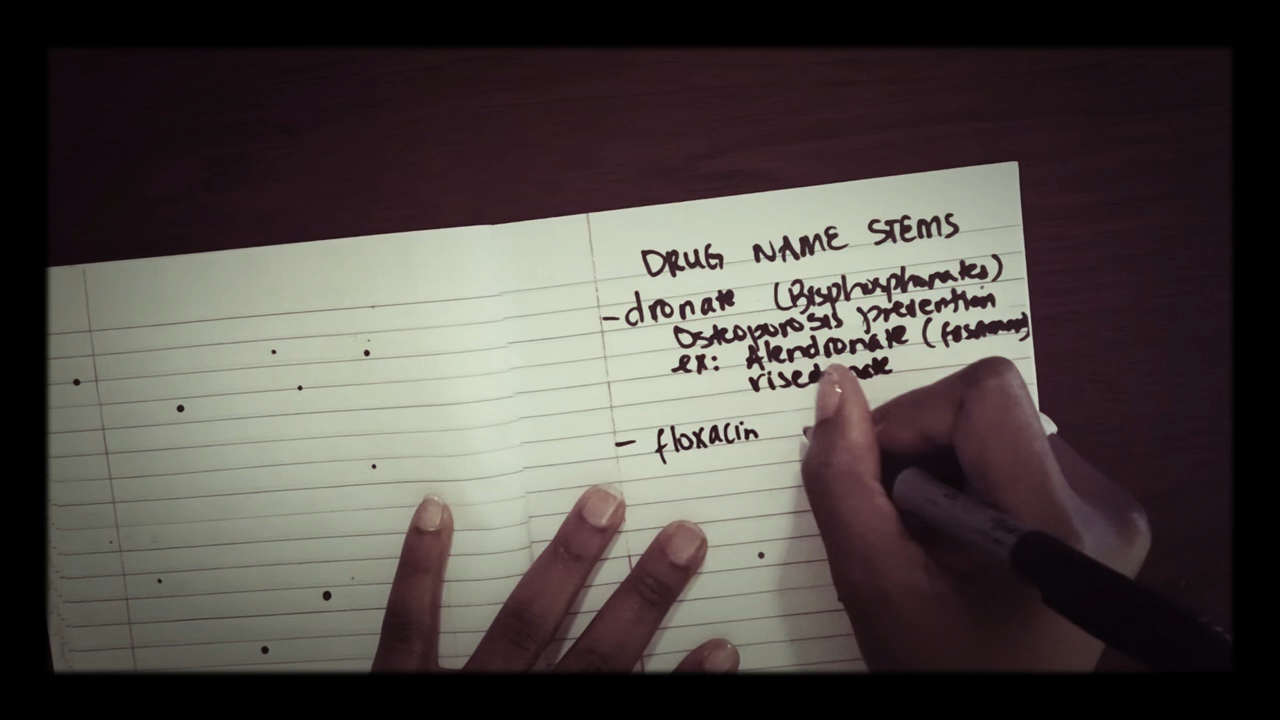 DRUG NAME STEMS
-dronate (Bisphosphonates)
Osteoporosis prevention
ex: Alendronate (fosamax)
- floxacin